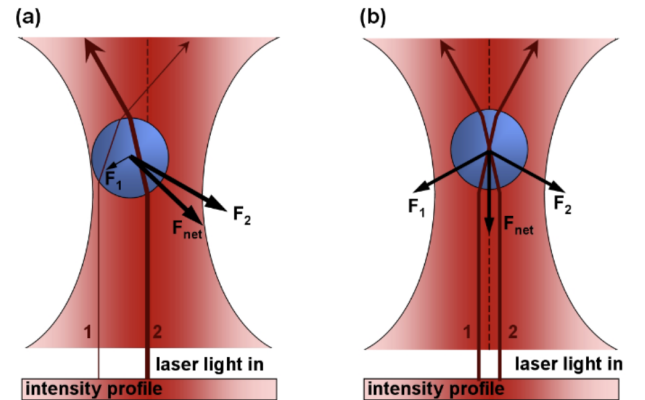 (a)
F1
F2
Fnet
1
2
laser light in
intensity profile
(b)
F1
F2
Fnet
1
2
laser light in
intensity profile